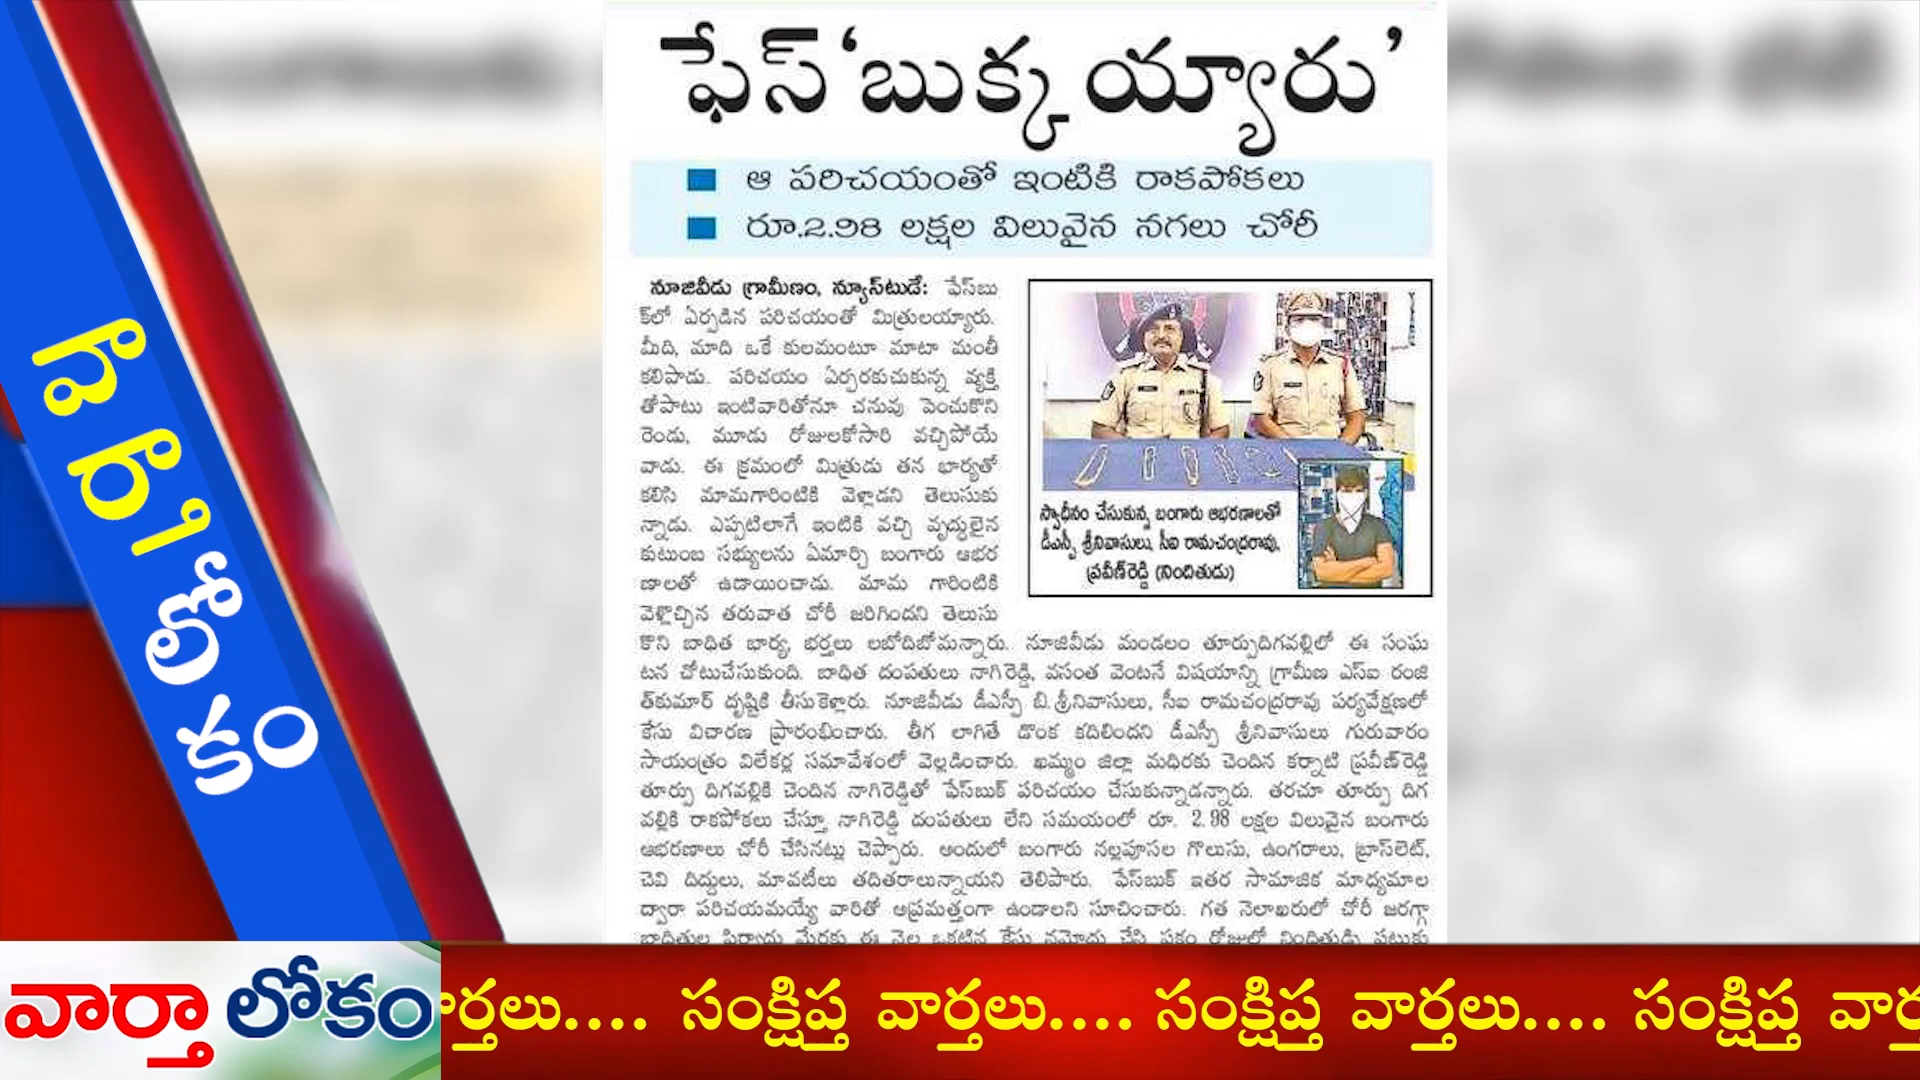 ఫేస్ ‘బుక్కయ్యారు’
ఆ పరిచయంతో ఇంటికి రాకపోకలు
రూ.2.98 లక్షల విలువైన నగలు చోరీ
నూజివీడు గ్రామీణం, న్యూస్‌టుడే: ఫేస్‌బు
క్‌లో ఏర్పడిన పరిచయంతో మిత్రులయ్యారు.
మీది, మాది ఒకే కులమంటూ మాటా మంతీ
కలిపాడు. పరిచయం ఏర్పరకుచుకున్న వ్యక్తి
తోపాటు ఇంటివారితోనూ చనువు పెంచుకొని
రెండు, మూడు రోజులకోసారి వచ్చిపోయే
వాడు. ఈ క్రమంలో మిత్రుడు తన భార్యతో
కలిసి మామగారింటికి వెళ్లాడని తెలుసుకు
న్నాడు. ఎప్పటిలాగే ఇంటికి వచ్చి వృద్ధులైన
కుటుంబ సభ్యులను ఏమార్చి బంగారు ఆభర
ణాలతో ఉడాయించాడు. మామ గారింటికి
వెళ్లొచ్చిన తరువాత చోరీ జరిగిందని తెలుసు
కొని బాధిత భార్య, భర్తలు లబోదిబోమన్నారు. నూజివీడు మండలం తూర్పుదిగవల్లిలో ఈ సంఘ
టన చోటుచేసుకుంది. బాధిత దంపతులు నాగిరెడ్డి, వసంత వెంటనే విషయాన్ని గ్రామీణ ఎస్ఐ రంజి
త్‌కుమార్ దృష్టికి తీసుకెళ్లారు. నూజివీడు డీఎస్పీ బి.శ్రీనివాసులు, సీఐ రామచంద్రరావు పర్యవేక్షణలో
కేసు విచారణ ప్రారంభించారు. తీగ లాగితే డొంక కదిలిందని డీఎస్పీ శ్రీనివాసులు గురువారం
సాయంత్రం విలేకర్ల సమావేశంలో వెల్లడించారు. ఖమ్మం జిల్లా మధిరకు చెందిన కర్నాటి ప్రవీణ్‌రెడ్డి
తూర్పు దిగవల్లికి చెందిన నాగిరెడ్డితో ఫేస్‌బుక్ పరిచయం చేసుకున్నాడన్నారు. తరచూ తూర్పు దిగ
వల్లికి రాకపోకలు చేస్తూ నాగిరెడ్డి దంపతులు లేని సమయంలో రూ. 2.98 లక్షల విలువైన బంగారు
ఆభరణాలు చోరీ చేసినట్లు చెప్పారు. అందులో బంగారు నల్లపూసల గొలుసు, ఉంగరాలు, బ్రాస్‌లెట్,
చెవి దిద్దులు, మావటీలు తదితరాలున్నాయని తెలిపారు. ఫేస్‌బుక్ ఇతర సామాజిక మాధ్యమాల
ద్వారా పరిచయమయ్యే వారితో అప్రమత్తంగా ఉండాలని సూచించారు. గత నెలాఖరులో చోరీ జరగ్గా
బాధితుల ఫిర్యాదు మేరకు ఈ నెల ఒకటిన కేసు నమోదు చేసి
స్వాధీనం చేసుకున్న బంగారు ఆభరణాలతో
డీఎస్పీ శ్రీనివాసులు, సీఐ రామచంద్రరావు,
ప్రవీణ్‌రెడ్డి (నిందితుడు)
వార్తాలోకం
వార్తా లోకం
ార్తలు.... సంక్షిప్త వార్తలు.... సంక్షిప్త వార్తలు.... సంక్షిప్త వార్త